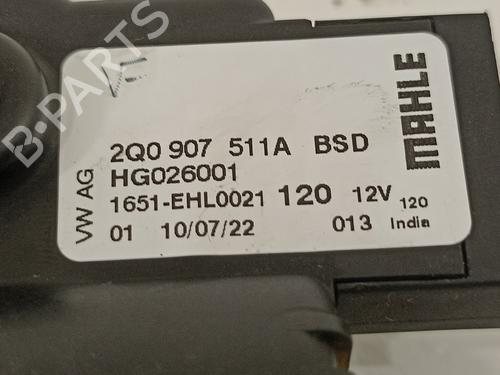 2Q0 907 511A BSD
HG026001
1651-EHL0021 120 12V 120
01 10/07/22 013 India
VW AG
MAHLE
B-PARTS